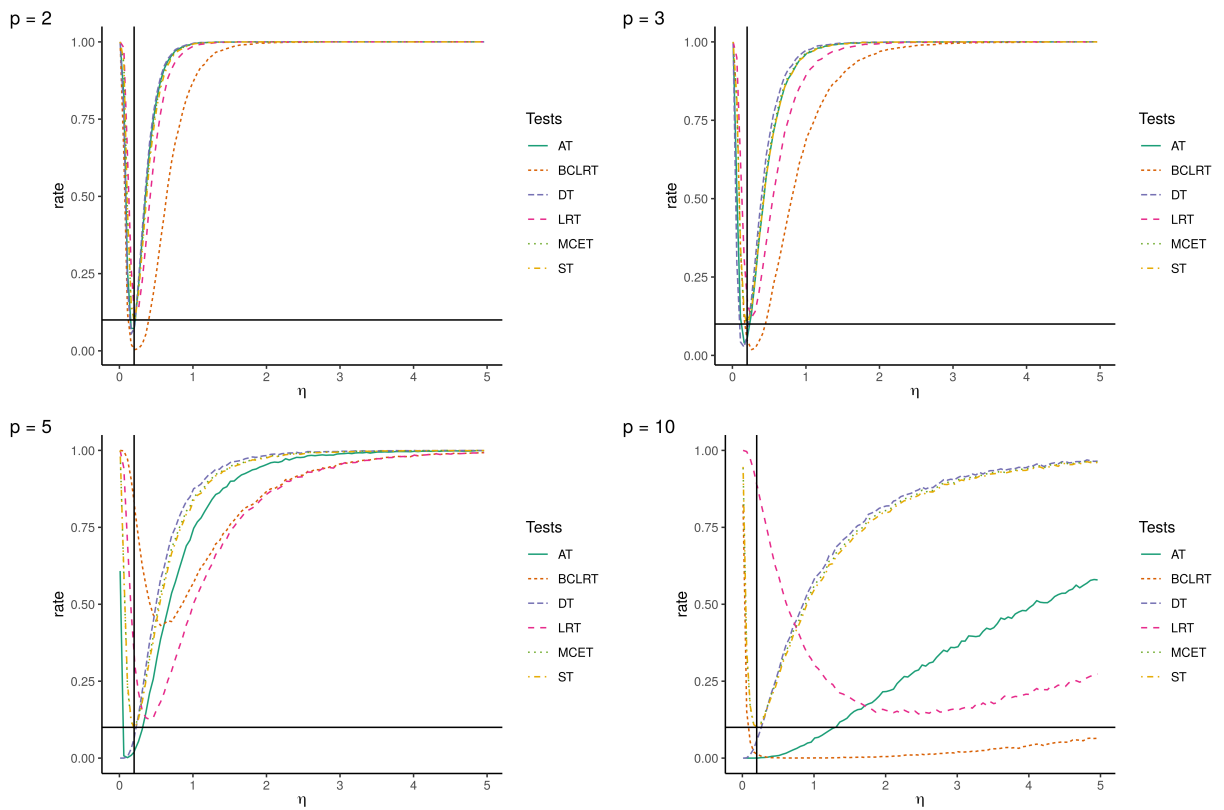 p = 2
1.00
0.75
0.50
0.25
0.00
rate
0 1 2 3 4 5
η
Tests
AT
BCLRT
DT
LRT
MCET
ST
p = 3
1.00
0.75
0.50
0.25
0.00
rate
0 1 2 3 4 5
η
Tests
AT
BCLRT
DT
LRT
MCET
ST
p = 5
1.00
0.75
0.50
0.25
0.00
rate
0 1 2 3 4 5
η
Tests
AT
BCLRT
DT
LRT
MCET
ST
p = 10
1.00
0.75
0.50
0.25
0.00
rate
0 1 2 3 4 5
η
Tests
AT
BCLRT
DT
LRT
MCET
ST